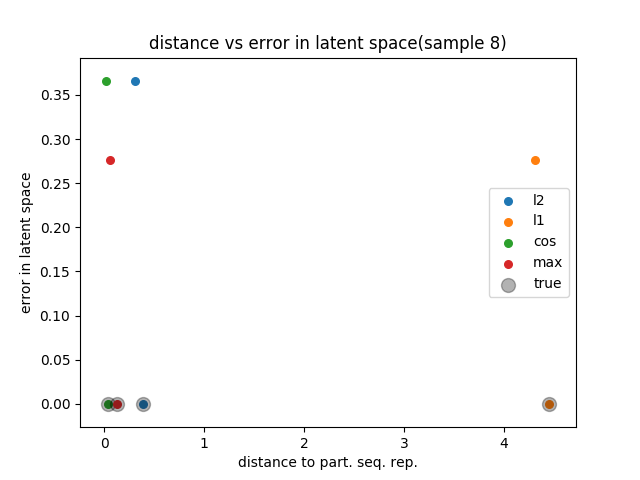 distance vs error in latent space(sample 8)
error in latent space
0.35
0.30
0.25
0.20
0.15
0.10
0.05
0.00
l2
l1
cos
max
true
0 1 2 3 4
distance to part. seq. rep.